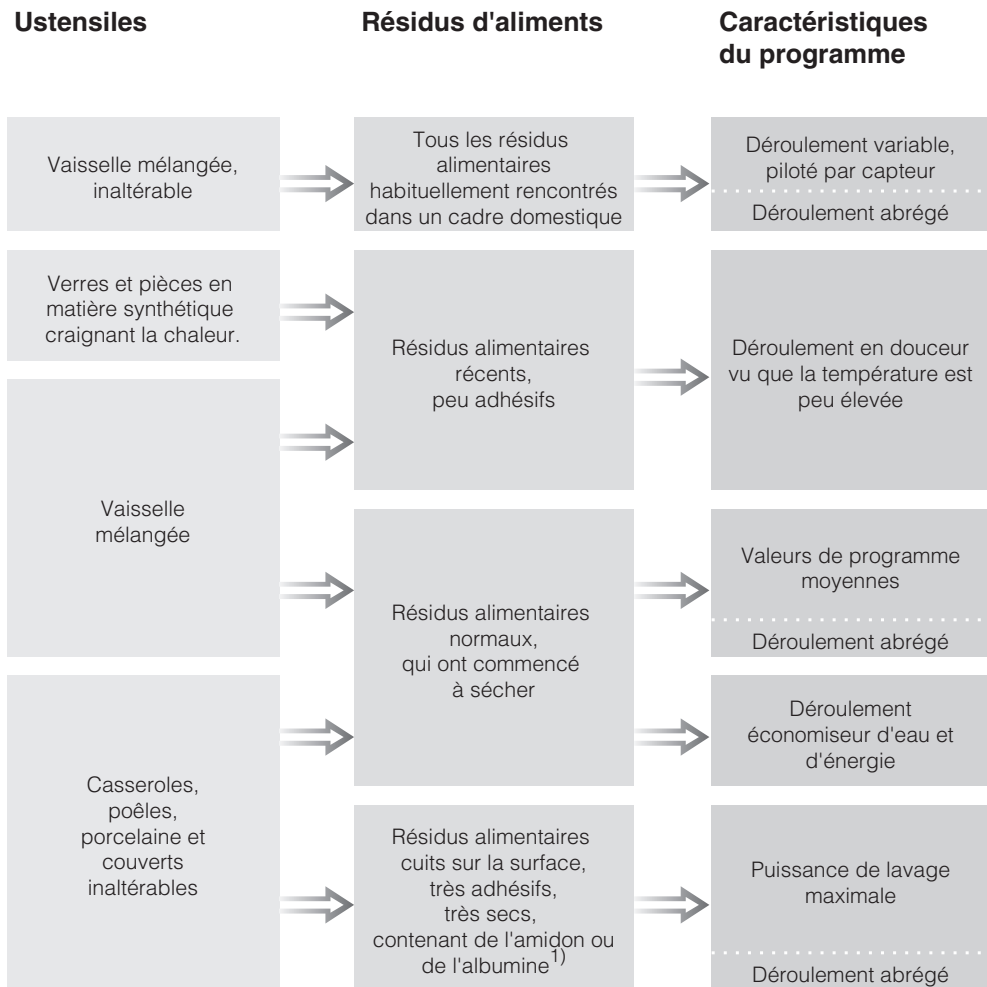 Ustensiles
Résidus d'aliments
Caractéristiques
du programme
Vaisselle mélangée,
inaltérable
Tous les résidus
alimentaires
habituellement rencontrés
dans un cadre domestique
Déroulement variable,
piloté par capteur
Déroulement abrégé
Verres et pièces en
matière synthétique
craignant la chaleur.
Résidus alimentaires
récents,
peu adhésifs
Déroulement en douceur
vu que la température est
peu élevée
Vaisselle
mélangée
Résidus alimentaires
normaux,
qui ont commencé
à sécher
Valeurs de programme
moyennes
Déroulement abrégé
Déroulement
économiseur d'eau et
d'énergie
Casseroles,
poêles,
porcelaine et
couverts
inaltérables
Résidus alimentaires
cuits sur la surface,
très adhésifs,
très secs,
contenant de l'amidon ou
de l'albumine1)
Puissance de lavage
maximale
Déroulement abrégé